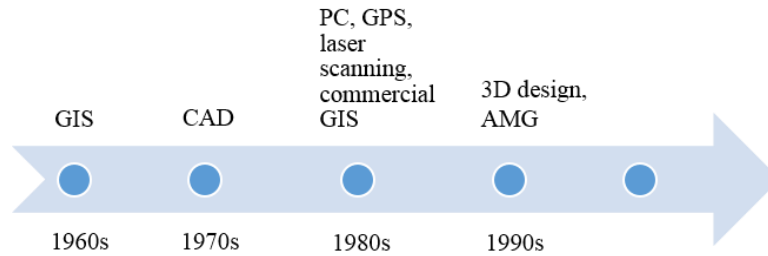 PC, GPS,
laser
scanning,
commercial
GIS
3D design,
AMG
GIS
CAD
1960s
1970s
1980s
1990s